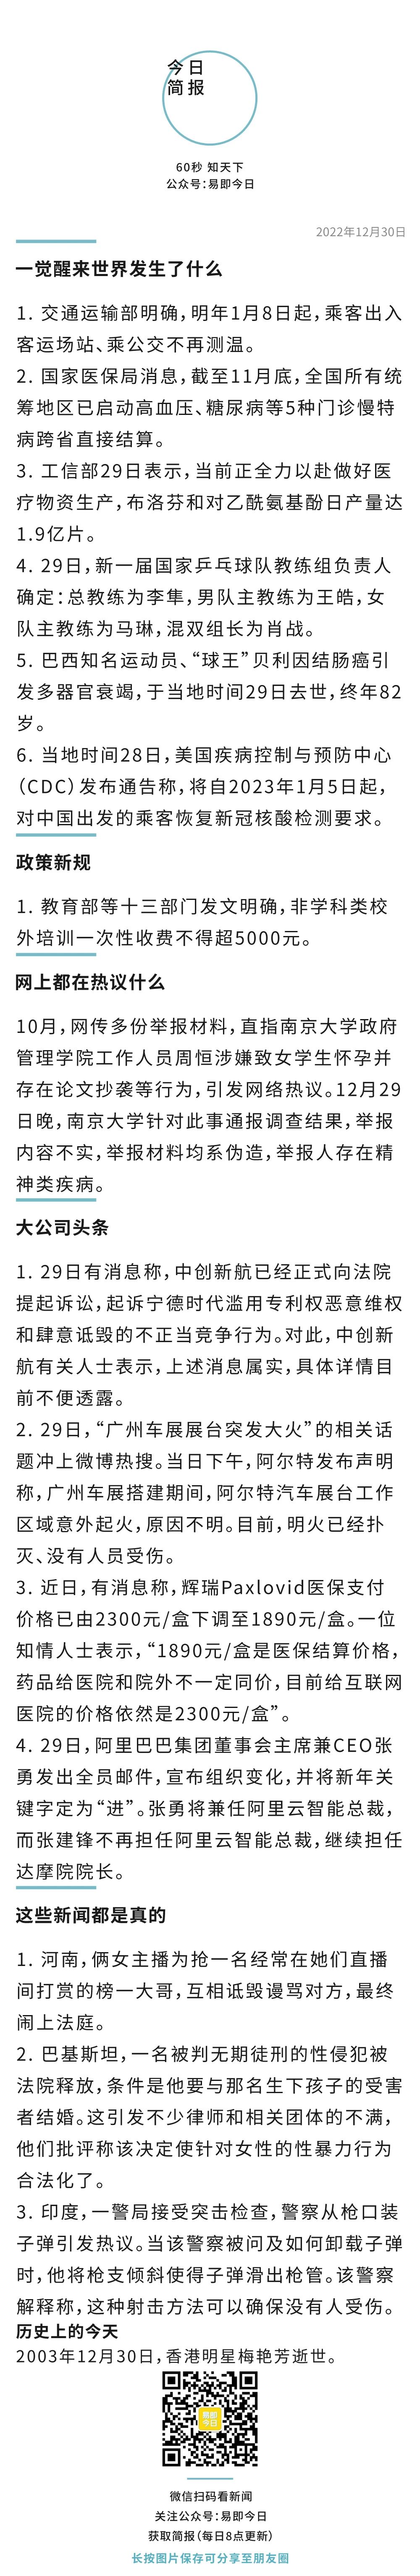 今日
简报
60秒 知天下
公众号：易即今日
2022年12月30日
一觉醒来世界发生了什么
1. 交通运输部明确，明年1月8日起，乘客出入
客运场站、乘公交不再测温。
2. 国家医保局消息，截至11月底，全国所有统
筹地区已启动高血压、糖尿病等5种门诊慢特
病跨省直接结算。
3. 工信部29日表示，当前正全力以赴做好医
疗物资生产，布洛芬和对乙酰氨基酚日产量达
1.9亿片。
4. 29日，新一届国家乒乓球队教练组负责人
确定：总教练为李隼，男队主教练为王皓，女
队主教练为马琳，混双组长为肖战。
5. 巴西知名运动员、“球王”贝利因结肠癌引
发多器官衰竭，于当地时间29日去世，终年82
岁。
6. 当地时间28日，美国疾病控制与预防中心
（CDC）发布通告称，将自2023年1月5日起，
对中国出发的乘客恢复新冠核酸检测要求。
政策新规
1. 教育部等十三部门发文明确，非学科类校
外培训一次性收费不得超5000元。
网上都在热议什么
10月，网传多份举报材料，直指南京大学政府
管理学院工作人员周恒涉嫌致女学生怀孕并
存在论文抄袭等行为，引发网络热议。12月29
日晚，南京大学针对此事通报调查结果，举报
内容不实，举报材料均系伪造，举报人存在精
神类疾病。
大公司头条
1. 29日有消息称，中创新航已经正式向法院
提起诉讼，起诉宁德时代滥用专利权恶意维权
和肆意诋毁的不正当竞争行为。对此，中创新
航有关人士表示，上述消息属实，具体详情目
前不便透露。
2. 29日，“广州车展展台突发大火”的相关话
题冲上微博热搜。当日下午，阿尔特发布声明
称，广州车展搭建期间，阿尔特汽车展台工作
区域意外起火，原因不明。目前，明火已经扑
灭、没有人员受伤。
3. 近日，有消息称，辉瑞Paxlovid医保支付
价格已由2300元/盒下调至1890元/盒。一位
知情人士表示，“1890元/盒是医保结算价格，
药品给医院和院外不一定同价，目前给互联网
医院的价格依然是2300元/盒”。
4. 29日，阿里巴巴集团董事会主席兼CEO张
勇发出全员邮件，宣布组织变化，并将新年关
键字定为“进”。张勇将兼任阿里云智能总裁，
而张建锋不再担任阿里云智能总裁，继续担任
达摩院院长。
这些新闻都是真的
1. 河南，俩女主播为抢一名经常在她们直播
间打赏的榜一大哥，互相诋毁谩骂对方，最终
闹上法庭。
2. 巴基斯坦，一名被判无期徒刑的性侵犯被
法院释放，条件是他要与那名生下孩子的受害
者结婚。这引发不少律师和相关团体的不满，
他们批评称该决定使针对女性的性暴力行为
合法化了。
3. 印度，一警局接受突击检查，警察从枪口装
子弹引发热议。当该警察被问及如何卸载子弹
时，他将枪支倾斜使得子弹滑出枪管。该警察
解释称，这种射击方法可以确保没有人受伤。
历史上的今天
2003年12月30日，香港明星梅艳芳逝世。
易即
今日
微信扫码看新闻
关注公众号：易即今日
获取简报（每日8点更新）
长按图片保存可分享至朋友圈